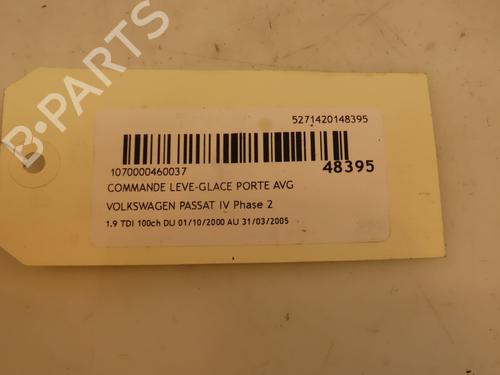 B-PARTS
5271420148395
1070000460037
48395
COMMANDE LEVE-GLACE PORTE AVG
VOLKSWAGEN PASSAT IV Phase 2
1.9 TDI 100ch DU 01/10/2000 AU 31/03/2005